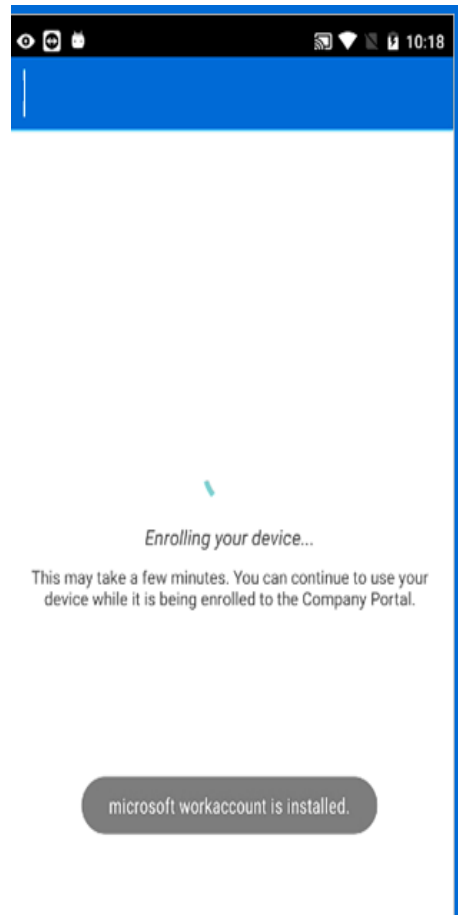 10:18
Enrolling your device...
This may take a few minutes. You can continue to use your
device while it is being enrolled to the Company Portal.
microsoft workaccount is installed.